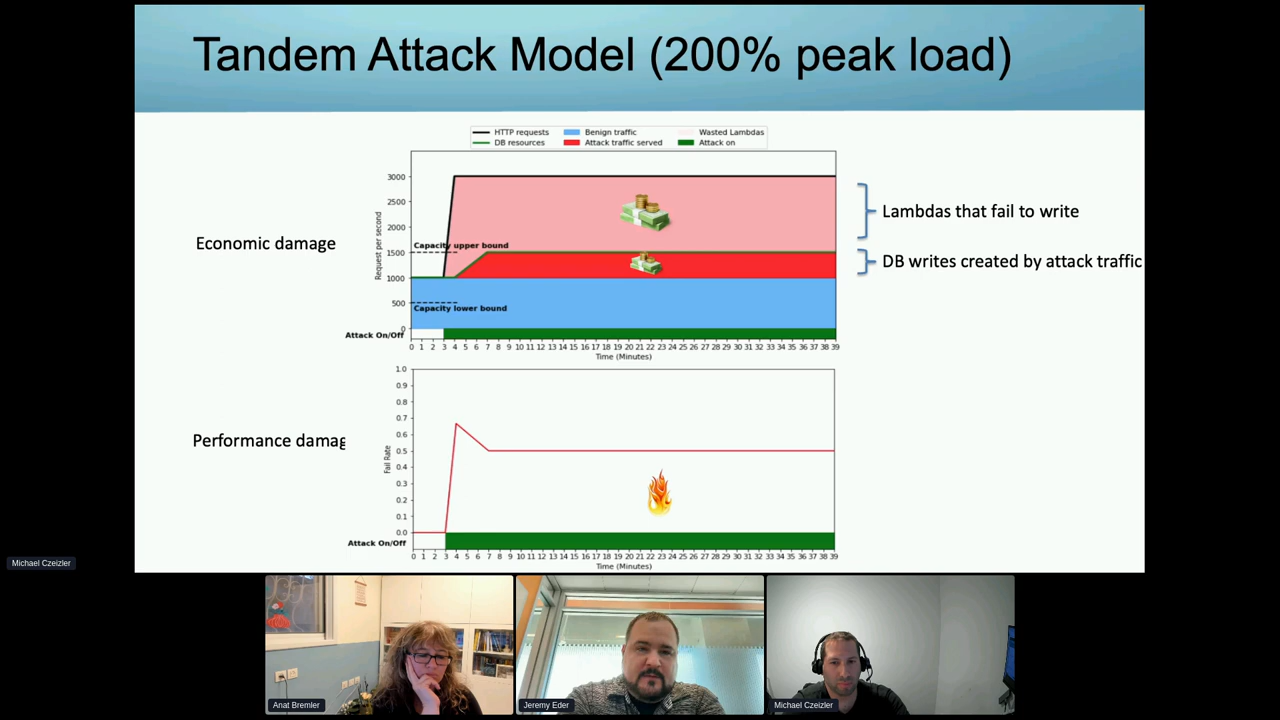 Tandem Attack Model (200% peak load)
HTTP requests
DB resources
Benign traffic
Attack traffic served
Wasted Lambdas
Attack on
Economic damage
Request per second
3000
2500
2000
1500
1000
500
0
Capacity upper bound
Capacity lower bound
Attack On/Off
0 1 2 3 4 5 6 7 8 9 10 11 12 13 14 15 16 17 18 19 20 21 22 23 24 25 26 27 28 29 30 31 32 33 34 35 36 37 38 39
Time (Minutes)
Lambdas that fail to write
DB writes created by attack traffic
Performance damag
Fail Rate
1.0
0.9
0.8
0.7
0.6
0.5
0.4
0.3
0.2
0.1
0.0
Attack On/Off
0 1 2 3 4 5 6 7 8 9 10 11 12 13 14 15 16 17 18 19 20 21 22 23 24 25 26 27 28 29 30 31 32 33 34 35 36 37 38 39
Time (Minutes)
Michael Czeizler
Anat Bremler
Jeremy Eder
Michael Czeizler